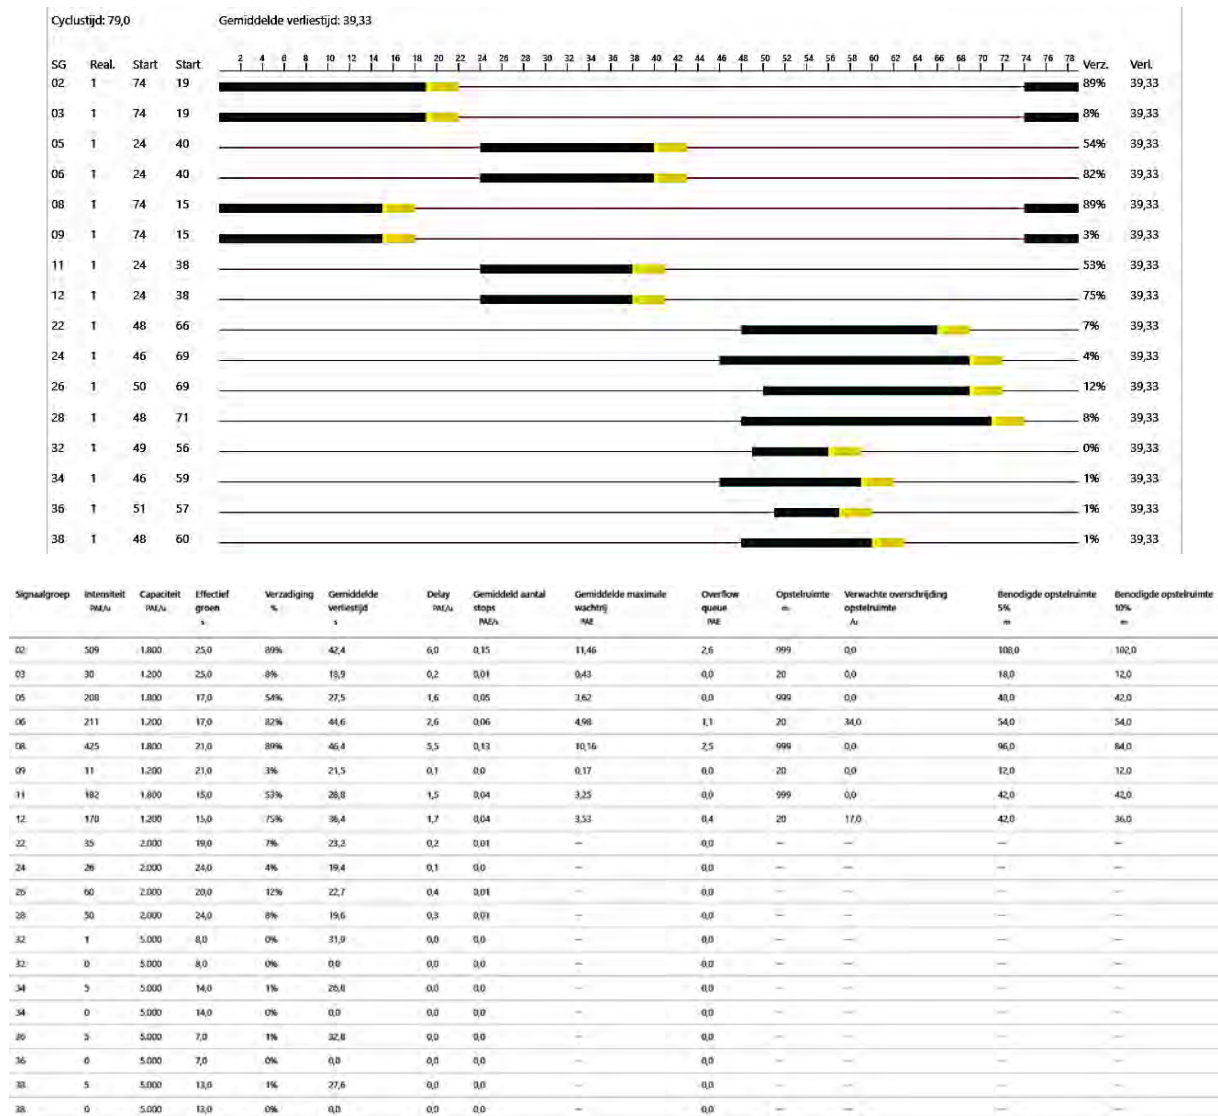 Cyclustijd: 79,0 Gemiddelde verliestijd: 39,33
SG Real. Start Start 2 4 6 8 10 12 14 16 18 20 22 24 26 28 30 32 34 36 38 40 42 44 46 48 50 52 54 56 58 60 62 64 66 68 70 72 74 76 78 Verz. Verl.
02 1 74 19 89% 39,33
03 1 74 19 8% 39,33
05 1 24 40 54% 39,33
06 1 24 40 82% 39,33
08 1 74 15 89% 39,33
09 1 74 15 3% 39,33
11 1 24 38 53% 39,33
12 1 24 38 75% 39,33
22 1 48 66 7% 39,33
24 1 46 69 4% 39,33
26 1 50 69 12% 39,33
28 1 48 71 8% 39,33
32 1 49 56 0% 39,33
34 1 46 59 1% 39,33
36 1 51 57 1% 39,33
38 1 48 60 1% 39,33
Signaalgroep Intensiteit Capaciteit Effectief Verzadiging Gemiddelde Delay Gemiddeld aantal Gemiddelde maximale Overflow Opstelruimte Verwachte overschrijding Benodigde opstelruimte Benodigde opstelruimte
PAE/u PAE/u groen % verliestijd PAE/u stops wachtrij queue m opstelruimte 5% 10%
s s PAE/s PAE PAE /u m m
02 509 1.800 25,0 89% 42,4 6,0 0,15 11,46 2,6 999 0,0 108,0 102,0
03 30 1.200 25,0 8% 18,9 0,2 0,01 0,43 0,0 20 0,0 18,0 12,0
05 208 1.800 17,0 54% 27,5 1,6 0,05 3,62 0,0 999 0,0 48,0 42,0
06 211 1.200 17,0 82% 44,6 2,6 0,06 4,98 1,1 20 34,0 54,0 54,0
08 425 1.800 21,0 89% 46,4 5,5 0,13 10,16 2,5 999 0,0 96,0 84,0
09 11 1.200 21,0 3% 21,5 0,1 0,0 0,17 0,0 20 0,0 12,0 12,0
11 182 1.800 15,0 53% 28,8 1,5 0,04 3,25 0,0 999 0,0 42,0 42,0
12 170 1.200 15,0 75% 36,4 1,7 0,04 3,53 0,4 20 17,0 42,0 36,0
22 35 2.000 19,0 7% 23,2 0,2 0,01 — 0,0 — — — —
24 26 2.000 24,0 4% 19,4 0,1 0,0 — 0,0 — — — —
26 60 2.000 20,0 12% 22,7 0,4 0,01 — 0,0 — — — —
28 50 2.000 24,0 8% 19,6 0,3 0,01 — 0,0 — — — —
32 1 5.000 8,0 0% 31,9 0,0 0,0 — 0,0 — — — —
32 0 5.000 8,0 0% 0,0 0,0 0,0 — 0,0 — — — —
34 5 5.000 14,0 1% 26,8 0,0 0,0 — 0,0 — — — —
34 0 5.000 14,0 0% 0,0 0,0 0,0 — 0,0 — — — —
36 5 5.000 7,0 1% 32,8 0,0 0,0 — 0,0 — — — —
36 0 5.000 7,0 0% 0,0 0,0 0,0 — 0,0 — — — —
38 5 5.000 13,0 1% 27,6 0,0 0,0 — 0,0 — — — —
38 0 5.000 13,0 0% 0,0 0,0 0,0 — 0,0 — — — —